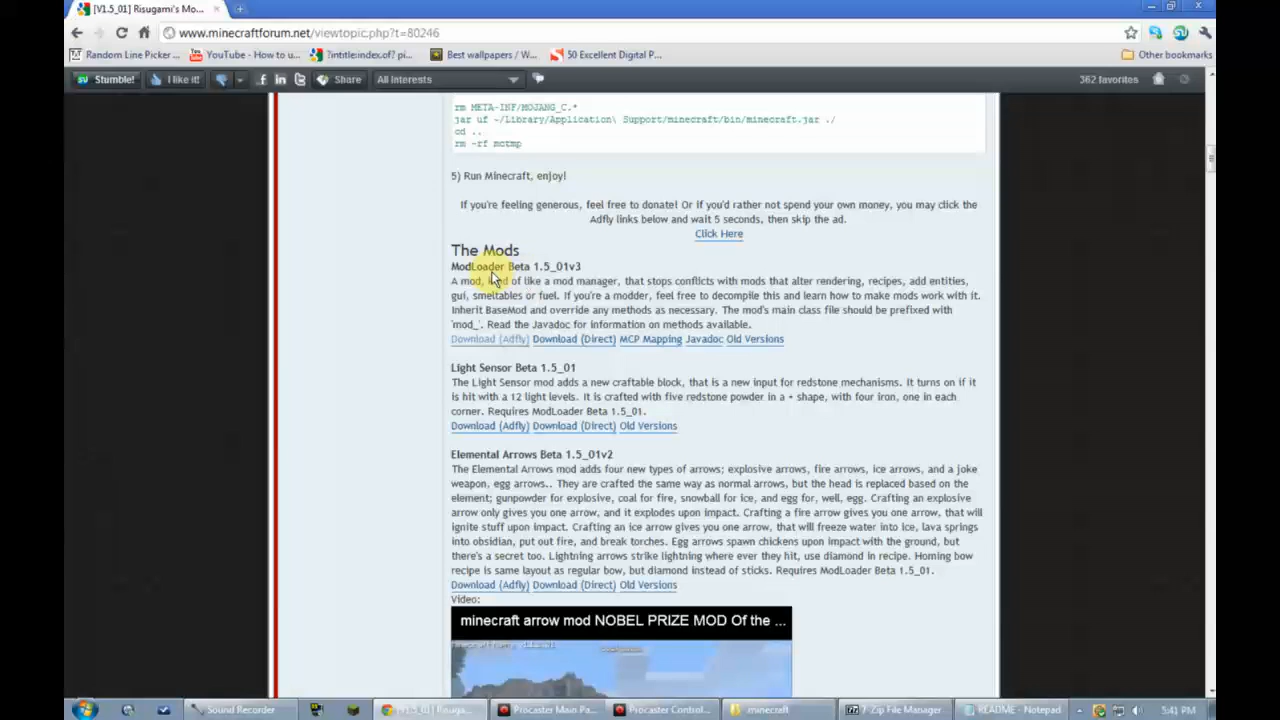 [V1.5_01] Risugami's Mo...
www.minecraftforum.net/viewtopic.php?t=80246
Random Line Picker ...
YouTube - How to u...
?intitle:index.of? pi...
Best wallpapers / W...
50 Excellent Digital P...
Other bookmarks
Stumble!
I like it!
Share
All Interests
362 favorites
rm META-INF/MOJANG_C.*
jar uf ~/Library/Application\ Support/minecraft/bin/minecraft.jar ./
cd ..
rm -rf mctmp
5) Run Minecraft, enjoy!
If you're feeling generous, feel free to donate! Or if you'd rather not spend your own money, you may click the
Adfly links below and wait 5 seconds, then skip the ad.
Click Here
The Mods
ModLoader Beta 1.5_01v3
A mod, kind of like a mod manager, that stops conflicts with mods that alter rendering, recipes, add entities,
gui, smeltables or fuel. If you're a modder, feel free to decompile this and learn how to make mods work with it.
Inherit BaseMod and override any methods as necessary. The mod's main class file should be prefixed with
'mod_'. Read the Javadoc for information on methods available.
Download (Adfly) Download (Direct) MCP Mapping Javadoc Old Versions
Light Sensor Beta 1.5_01
The Light Sensor mod adds a new craftable block, that is a new input for redstone mechanisms. It turns on if it
is hit with a 12 light levels. It is crafted with five redstone powder in a + shape, with four iron, one in each
corner. Requires ModLoader Beta 1.5_01.
Download (Adfly) Download (Direct) Old Versions
Elemental Arrows Beta 1.5_01v2
The Elemental Arrows mod adds four new types of arrows; explosive arrows, fire arrows, ice arrows, and a joke
weapon, egg arrows.. They are crafted the same way as normal arrows, but the head is replaced based on the
element; gunpowder for explosive, coal for fire, snowball for ice, and egg for, well, egg. Crafting an explosive
arrow only gives you one arrow, and it explodes upon impact. Crafting a fire arrow gives you one arrow, that will
ignite stuff upon impact. Crafting an ice arrow gives you one arrow, that will freeze water into ice, lava springs
into obsidian, put out fire, and break torches. Egg arrows spawn chickens upon impact with the ground, but
there's a secret too. Lightning arrows strike lightning where ever they hit, use diamond in recipe. Homing bow
recipe is same layout as regular bow, but diamond instead of sticks. Requires ModLoader Beta 1.5_01.
Download (Adfly) Download (Direct) Old Versions
Video:
minecraft arrow mod NOBEL PRIZE MOD Of the ...
Sound Recorder
[V1.5_01] Risuga...
Procaster Main Pa...
Procaster Control...
minecraft
7-Zip File Manager
README - Notepad
5:41 PM